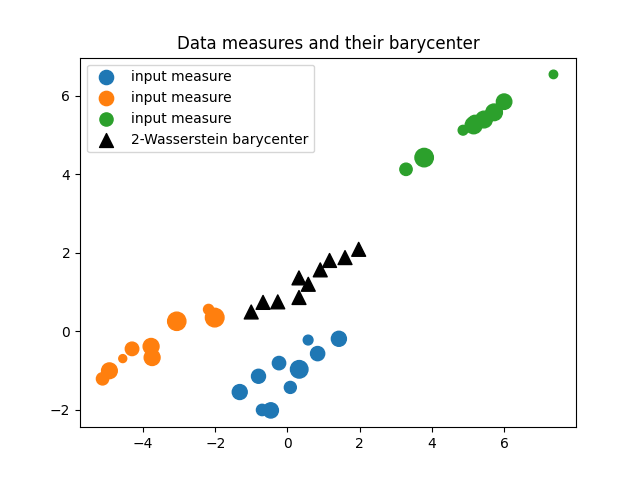 Data measures and their barycenter
input measure
input measure
input measure
2-Wasserstein barycenter
6
4
2
0
−2
−4
−2
0
2
4
6